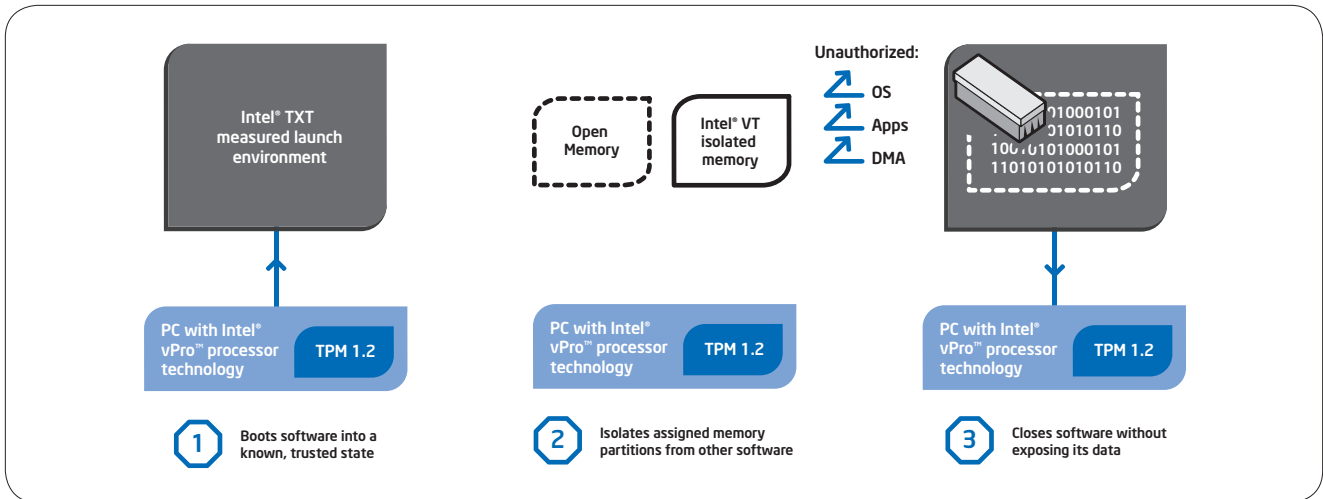 Intel® TXT
measured launch
environment
Open
Memory
Intel® VT
isolated
memory
Unauthorized:
OS
Apps
DMA
01000101
01010110
10010101000101
11010101010110
PC with Intel®
vPro™ processor
technology
TPM 1.2
PC with Intel®
vPro™ processor
technology
TPM 1.2
PC with Intel®
vPro™ processor
technology
TPM 1.2
1
Boots software into a
known, trusted state
2
Isolates assigned memory
partitions from other software
3
Closes software without
exposing its data